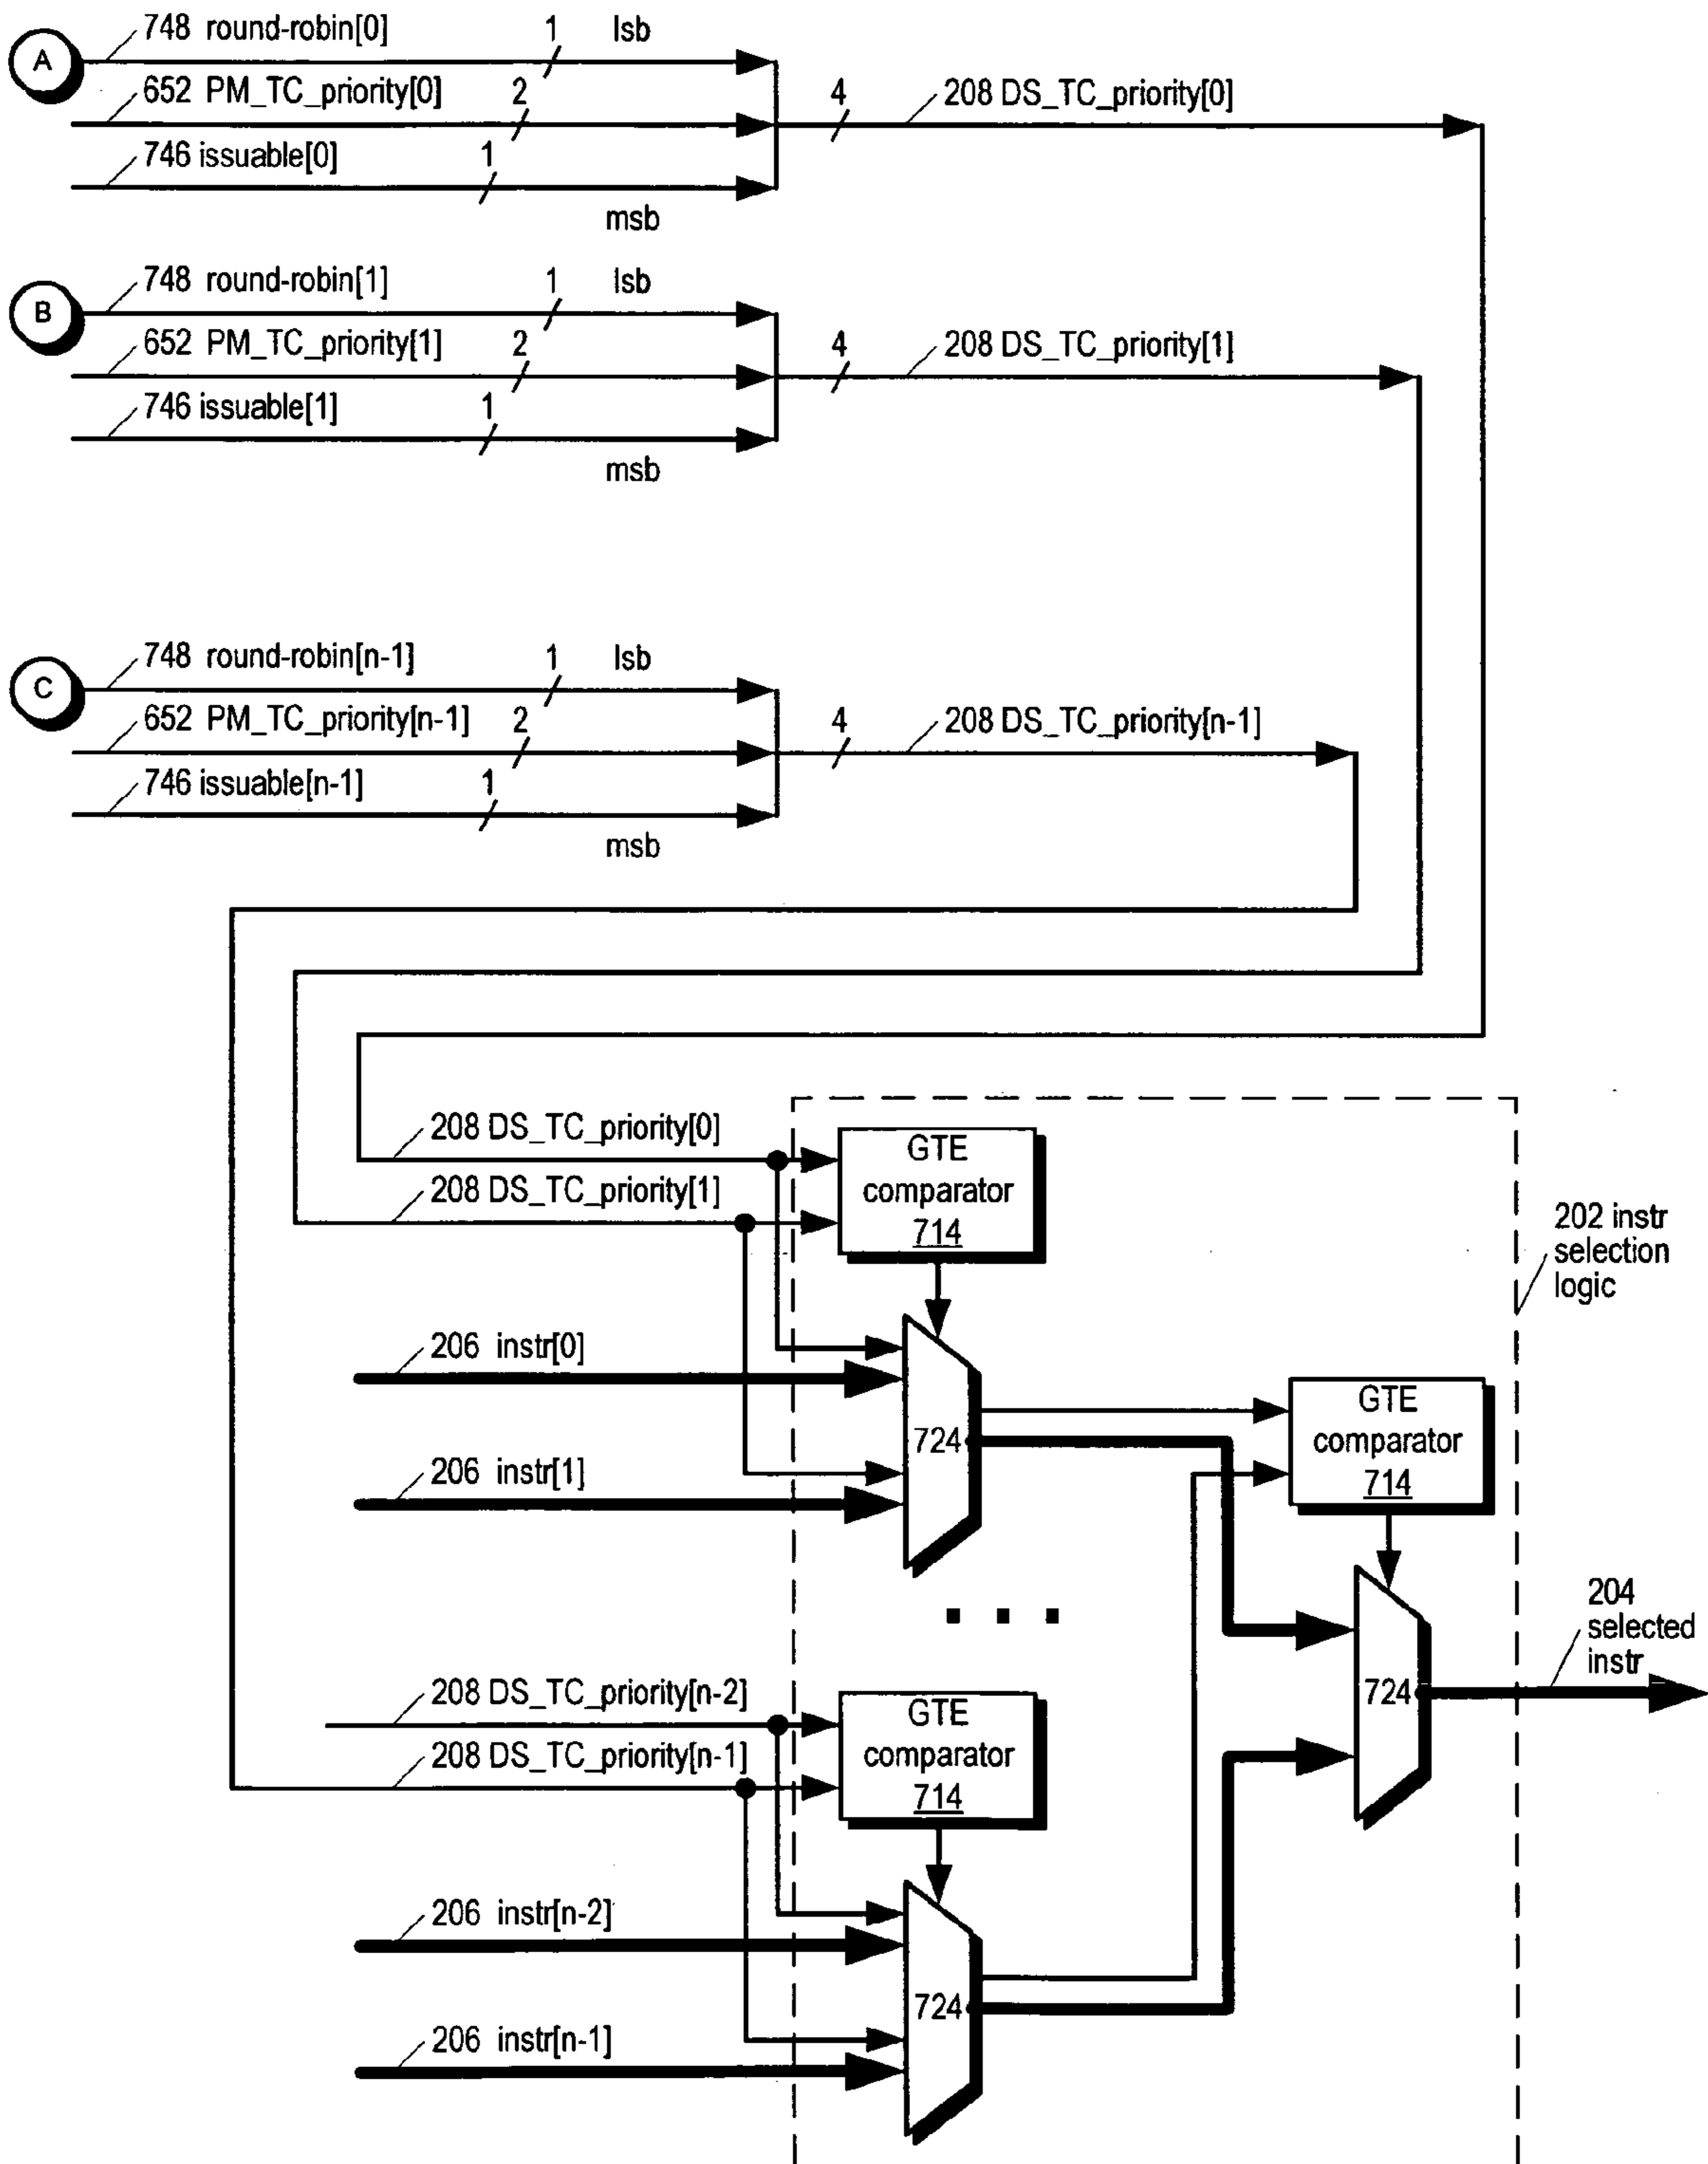 748 round-robin[0] 1 lsb
A
652 PM_TC_priority[0] 2 4 208 DS_TC_priority[0]
746 issuable[0] 1
msb
748 round-robin[1] 1 lsb
B
652 PM_TC_priority[1] 2 4 208 DS_TC_priority[1]
746 issuable[1] 1
msb
748 round-robin[n-1] 1 lsb
C
652 PM_TC_priority[n-1] 2 4 208 DS_TC_priority[n-1]
746 issuable[n-1] 1
msb
208 DS_TC_priority[0]
208 DS_TC_priority[1]
GTE
comparator
714
202 instr
selection
logic
206 instr[0]
206 instr[1]
724
GTE
comparator
714
. . .
204
selected
instr
724
208 DS_TC_priority[n-2]
208 DS_TC_priority[n-1]
GTE
comparator
714
206 instr[n-2]
206 instr[n-1]
724